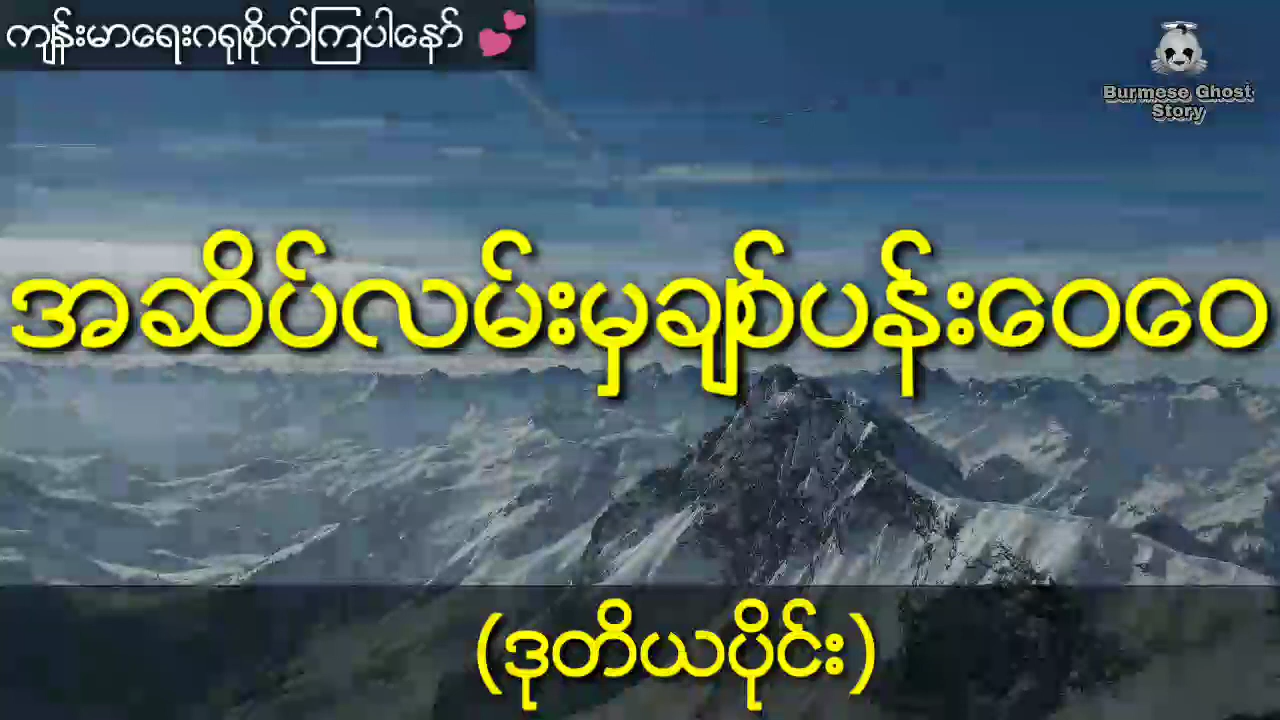 ကျန်းမာရေးဂရုစိုက်ကြပါနော် 💕
Burmese Ghost
Story
အဆိပ်လမ်းမှချစ်ပန်းဝေဝေ
(ဒုတိယပိုင်း)